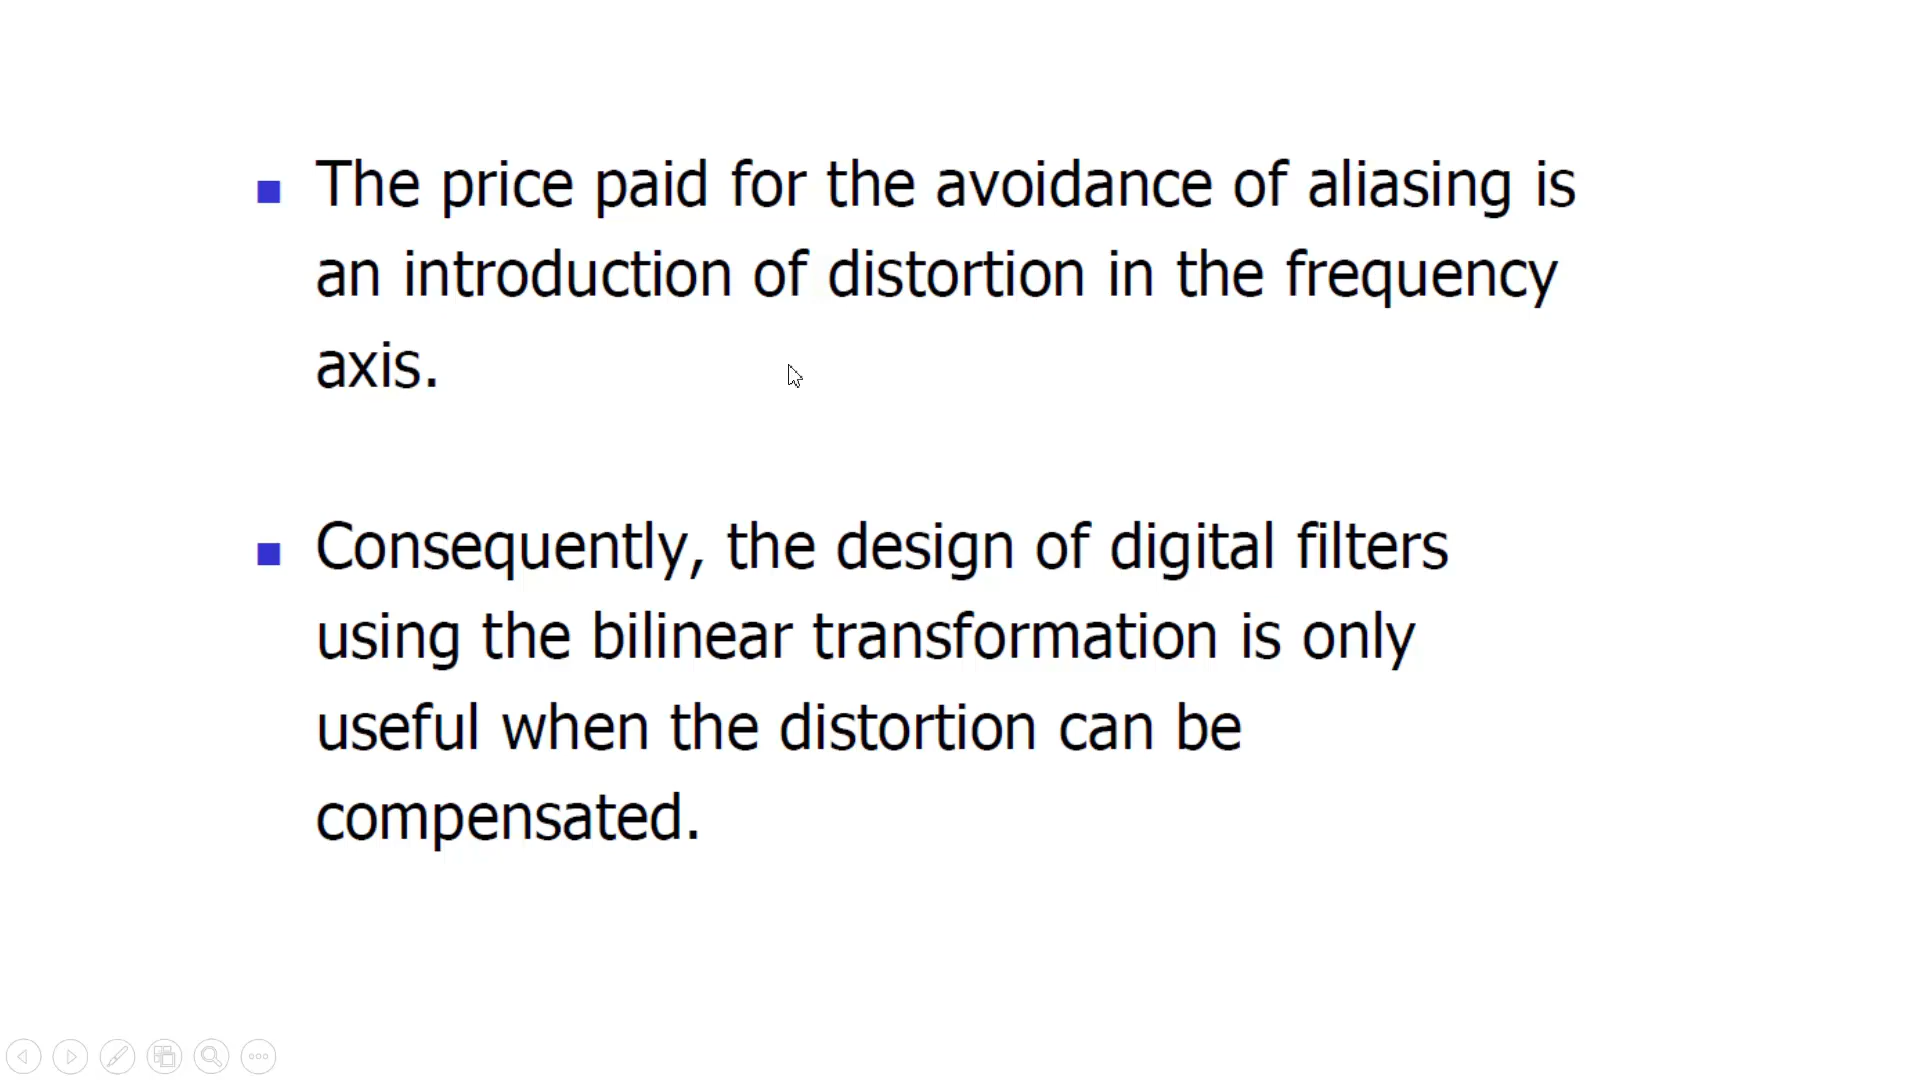 The price paid for the avoidance of aliasing is
an introduction of distortion in the frequency
axis.
Consequently, the design of digital filters
using the bilinear transformation is only
useful when the distortion can be
compensated.